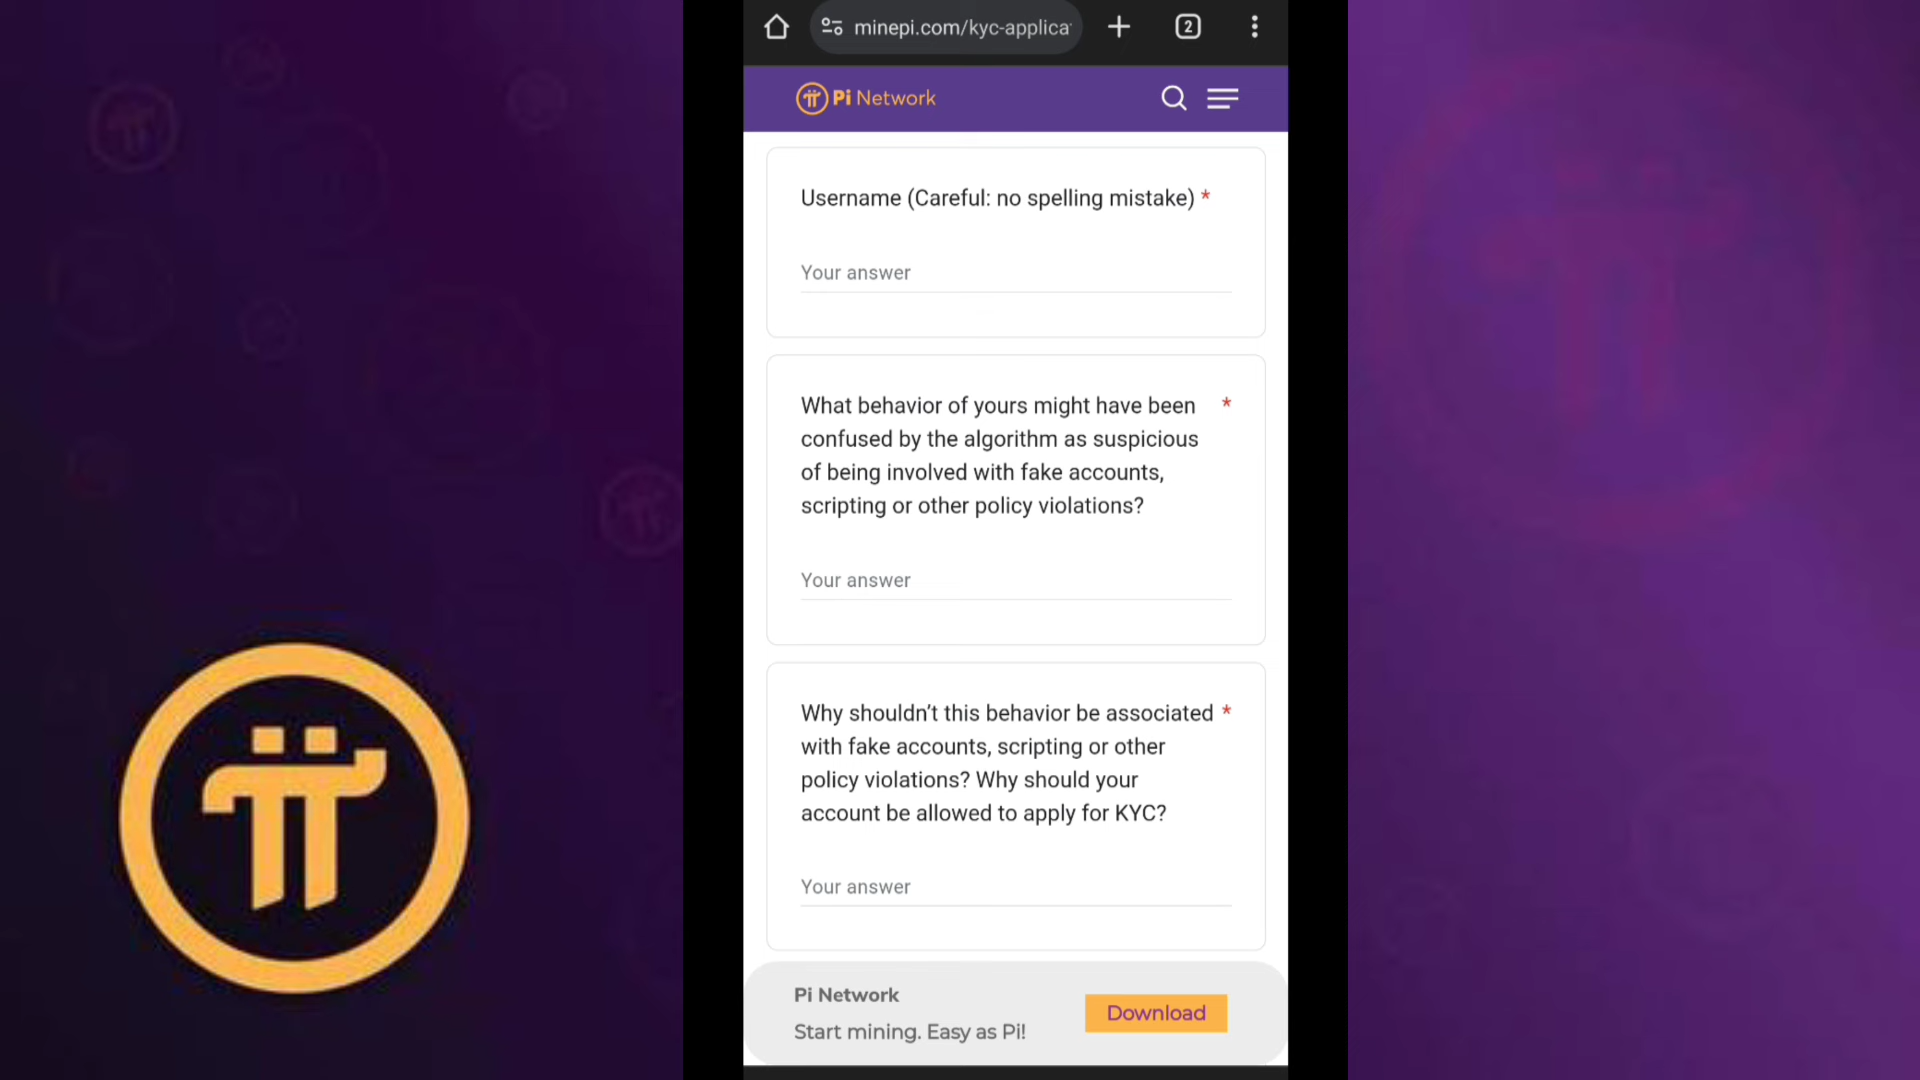 minepi.com/kyc-applica
2
Pi Network
Username (Careful: no spelling mistake) *
Your answer
What behavior of yours might have been *
confused by the algorithm as suspicious
of being involved with fake accounts,
scripting or other policy violations?
Your answer
Why shouldn’t this behavior be associated *
with fake accounts, scripting or other
policy violations? Why should your
account be allowed to apply for KYC?
Your answer
Pi Network
Start mining. Easy as Pi!
Download